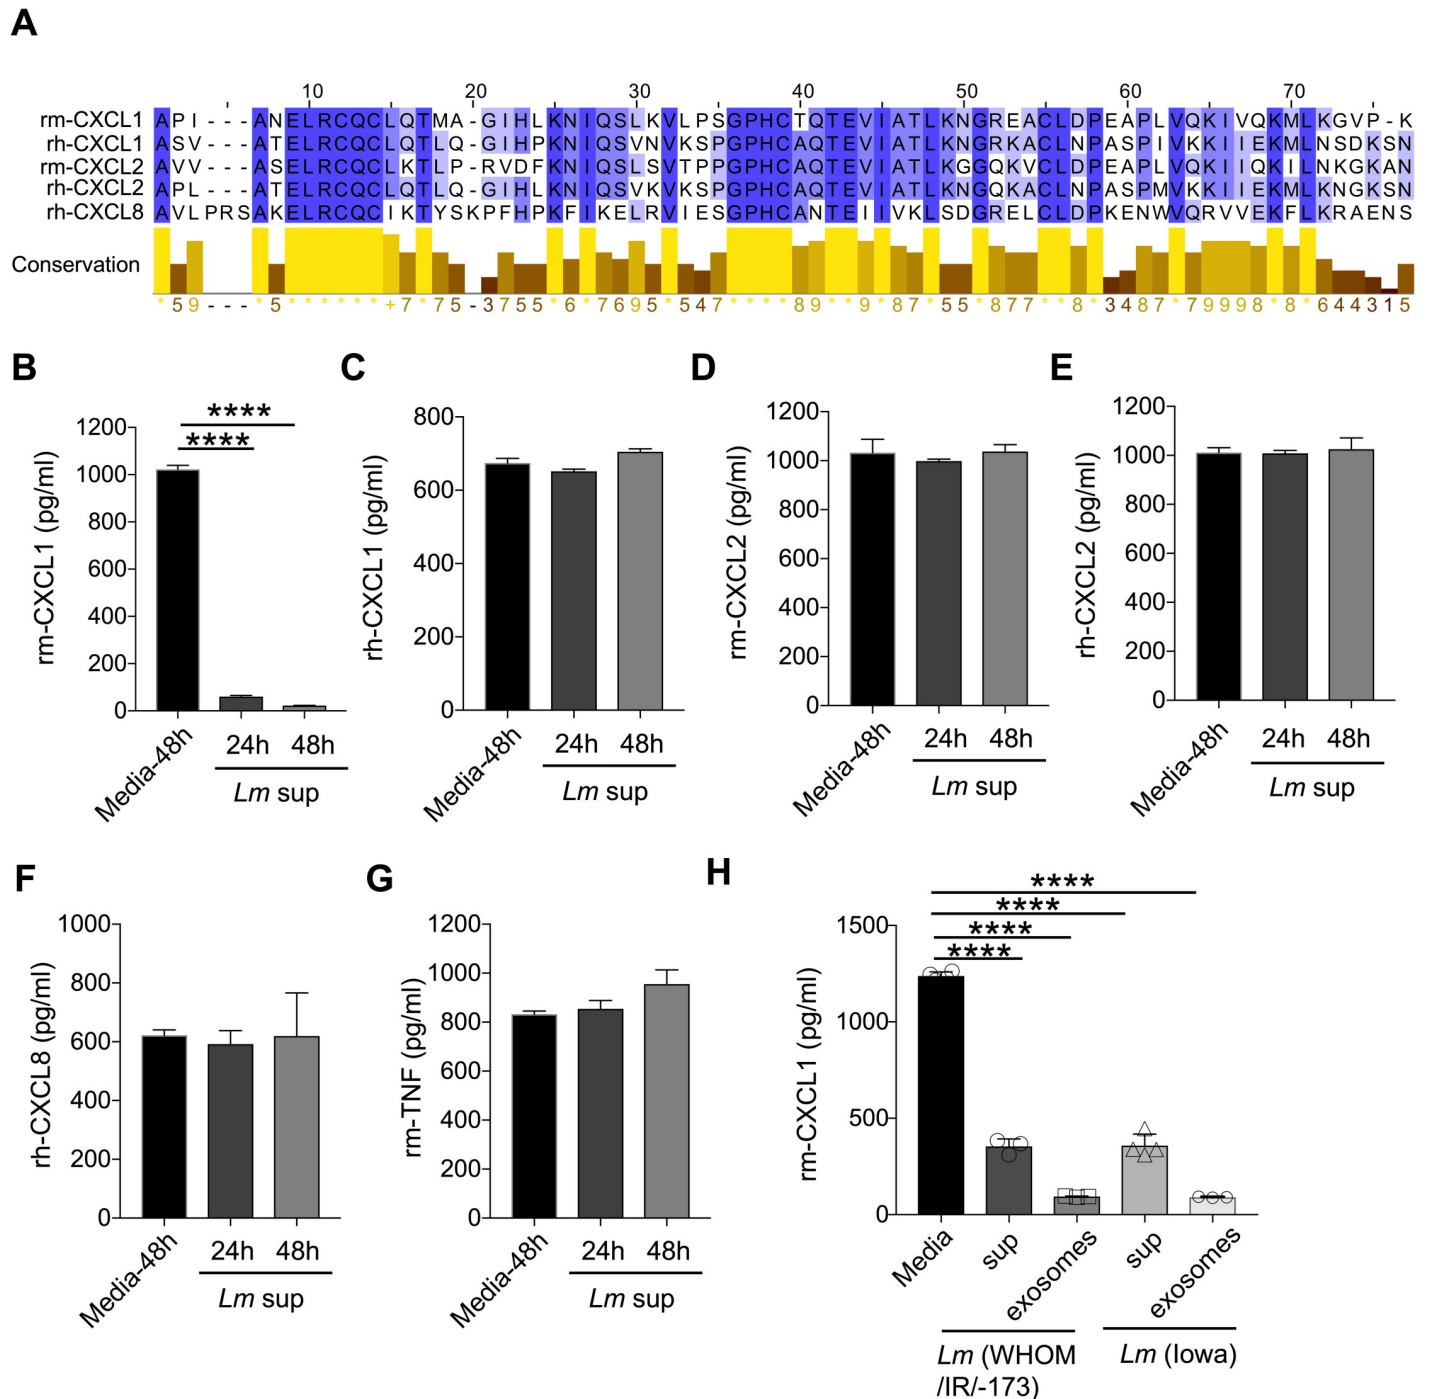 A
10 20 30 40 50 60 70
rm-CXCL1 API---ANELRCQCLQTMA-GIHLKNIQSLKVLPSGPHCTQTEVIATLKNGREACLDPEAPLVQKIVQKMLKGVP-K
rh-CXCL1 ASV---ATELRCQCLQTLQ-GIHLKNIQSVNVKSPGPHCAQTEVIATLKNGRKACLNPASPIVKKIIEKMLNSDKSN
rm-CXCL2 AVV---ASELRCQCLKTLP-RVDFKNIQSLSVTPPGPHCAQTEVIATLKGGQKVCLDPEAPLVQKIIQKILNKGKAN
rh-CXCL2 APL---ATELRCQCLQTLQ-GIHLKNIQSVKVKSPGPHCAQTEVIATLKNGQKACLNPASPMVKKIIEKMLKNGKSN
rh-CXCL8 AVLPRSAKELRCQCIKTYSKPFHPKFIKELRVIESGPHCANTEIIVKLSDGRELCLDPKENWVQRVVEKFLKRAENS
Conservation
*59---*5******+7*75-3755*6*7695*547****89**9*87*55*877**8*3487*79998*8*644315
B
rm-CXCL1 (pg/ml)
1200
1000
800
600
400
200
0
****
****
Media-48h
24h 48h
Lm sup
C
rh-CXCL1 (pg/ml)
800
600
400
200
0
Media-48h
24h 48h
Lm sup
D
rm-CXCL2 (pg/ml)
1200
1000
800
600
400
200
0
Media-48h
24h 48h
Lm sup
E
rh-CXCL2 (pg/ml)
1200
1000
800
600
400
200
0
Media-48h
24h 48h
Lm sup
F
rh-CXCL8 (pg/ml)
1000
800
600
400
200
0
Media-48h
24h 48h
Lm sup
G
rm-TNF (pg/ml)
1200
1000
800
600
400
200
0
Media-48h
24h 48h
Lm sup
H
rm-CXCL1 (pg/ml)
1500
1000
500
0
****
****
****
****
Media
sup
exosomes
sup
exosomes
Lm (WHOM
/IR/-173)
Lm (Iowa)